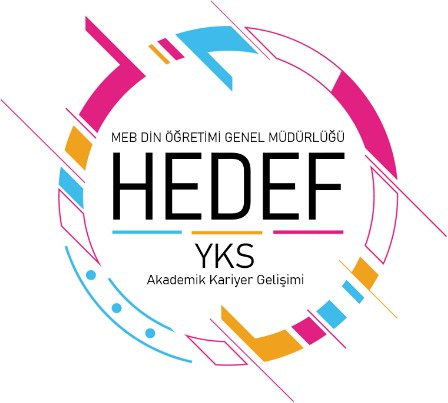 MEB DİN ÖĞRETİMİ GENEL MÜDÜRLÜĞÜ
HEDEF
YKS
Akademik Kariyer Gelişimi